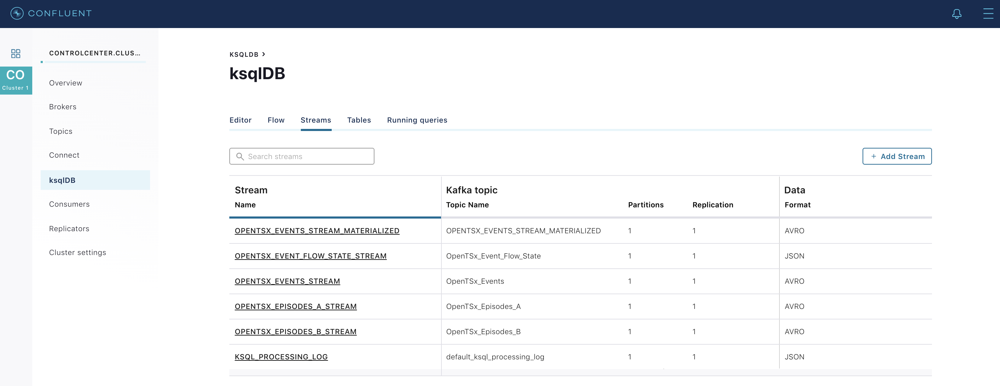 CONFLUENT
CONTROLCENTER.CLUS...
CO
Cluster 1
Overview
Brokers
Topics
Connect
ksqlDB
Consumers
Replicators
Cluster settings
KSQLDB >
ksqlDB
Editor Flow Streams Tables Running queries
Search streams
+ Add Stream
Stream Kafka topic Data
Name Topic Name Partitions Replication Format
OPENTSX_EVENTS_STREAM_MATERIALIZED OPENTSX_EVENTS_STREAM_MATERIALIZED 1 1 AVRO
OPENTSX_EVENT_FLOW_STATE_STREAM OpenTSx_Event_Flow_State 1 1 JSON
OPENTSX_EVENTS_STREAM OpenTSx_Events 1 1 AVRO
OPENTSX_EPISODES_A_STREAM OpenTSx_Episodes_A 1 1 AVRO
OPENTSX_EPISODES_B_STREAM OpenTSx_Episodes_B 1 1 AVRO
KSQL_PROCESSING_LOG default_ksql_processing_log 1 1 JSON